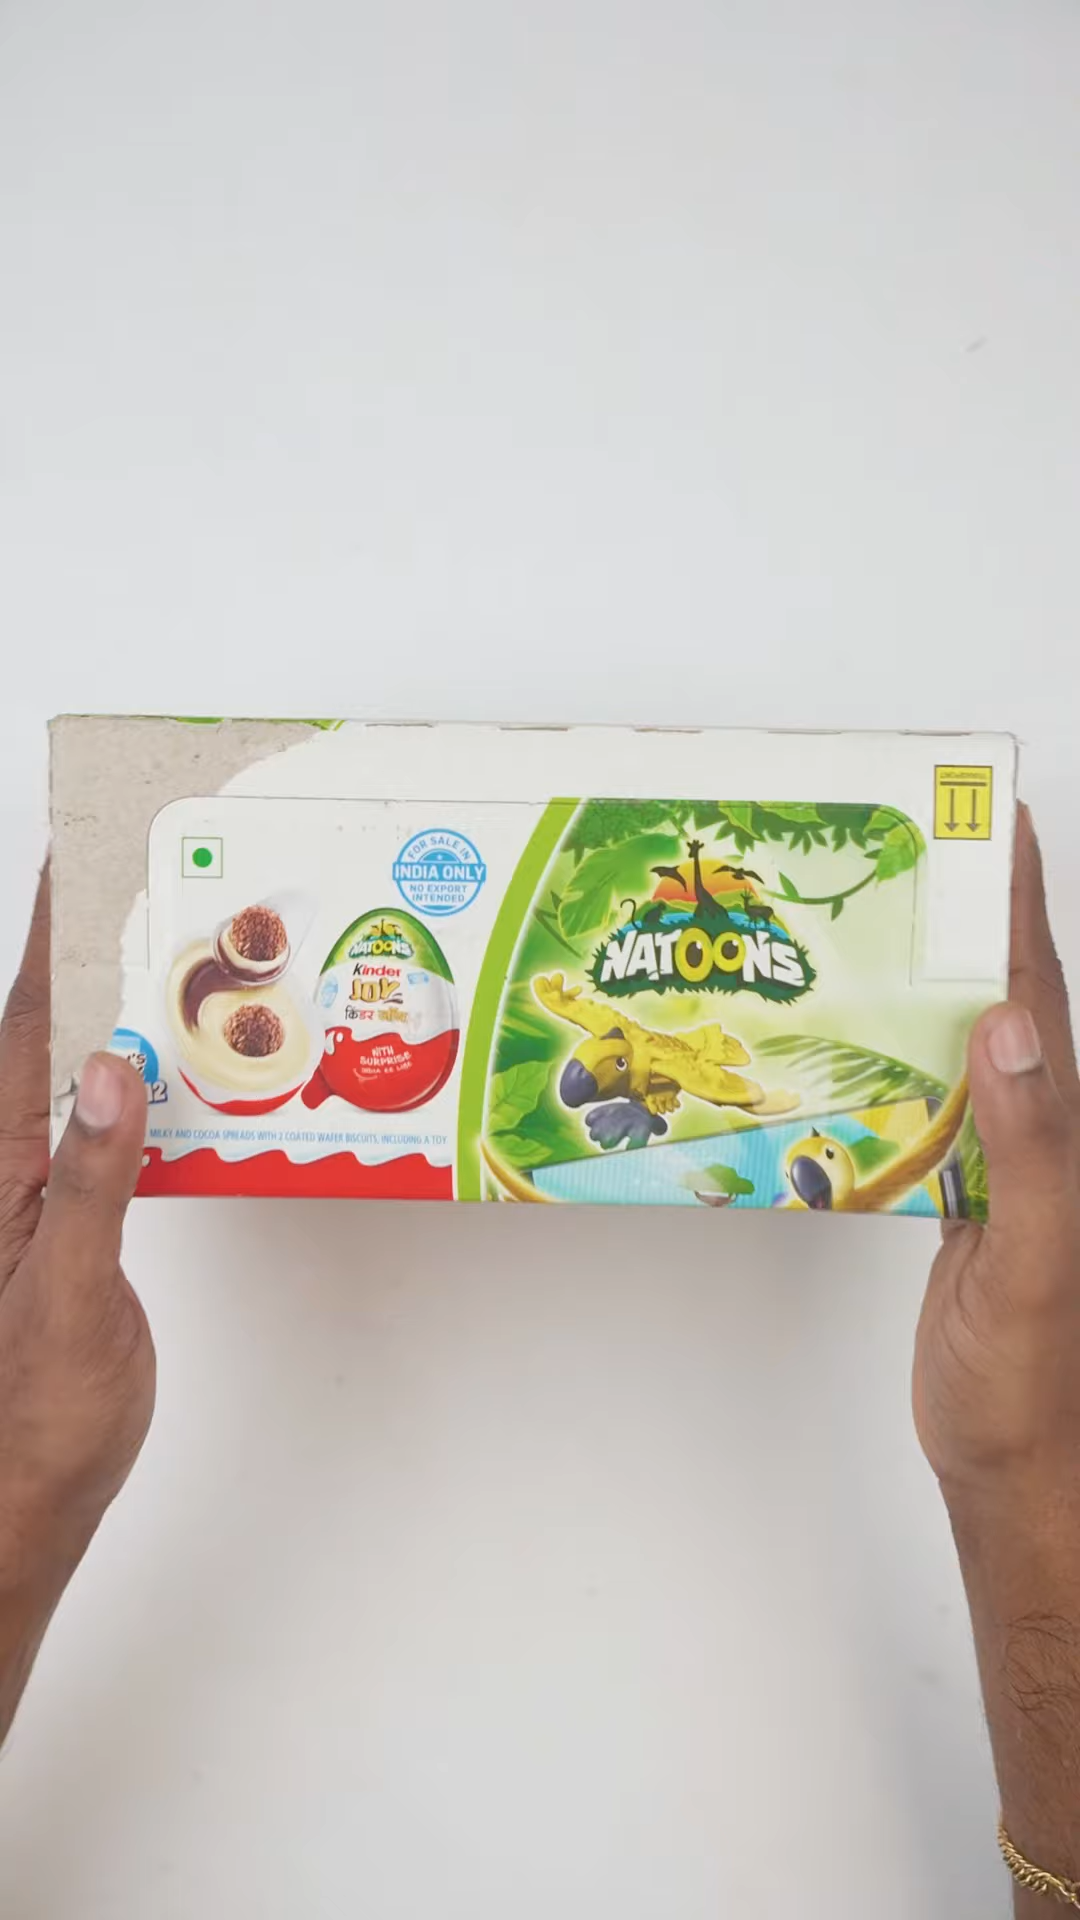 TRANSPORT
FOR SALE IN
INDIA ONLY
NO EXPORT
INTENDED
NATOONS
Kinder
JOY
किंडर जॉय
WITH
SURPRISE
NATOONS
MILKY AND COCOA SPREADS WITH 2 COATED WAFER BISCUITS, INCLUDING A TOY